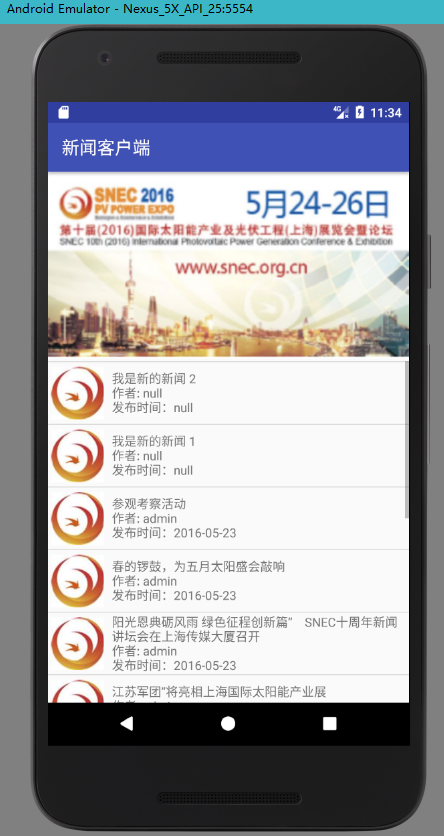 Android Emulator - Nexus_5X_API_25:5554
4G 11:34
新闻客户端
SNEC 2016
PV POWER EXPO
5月24-26日
第十届(2016)国际太阳能产业及光伏工程(上海)展览会暨论坛
SNEC 10th (2016) International Photovoltaic Power Generation Conference & Exhibition
www.snec.org.cn
我是新的新闻 2
作者: null
发布时间：null
我是新的新闻 1
作者: null
发布时间：null
参观考察活动
作者: admin
发布时间：2016-05-23
春的锣鼓，为五月太阳盛会敲响
作者: admin
发布时间：2016-05-23
阳光恩典砺风雨 绿色征程创新篇” SNEC十周年新闻
讲坛会在上海传媒大厦召开
作者: admin
发布时间：2016-05-23
江苏军团”将亮相上海国际太阳能产业展